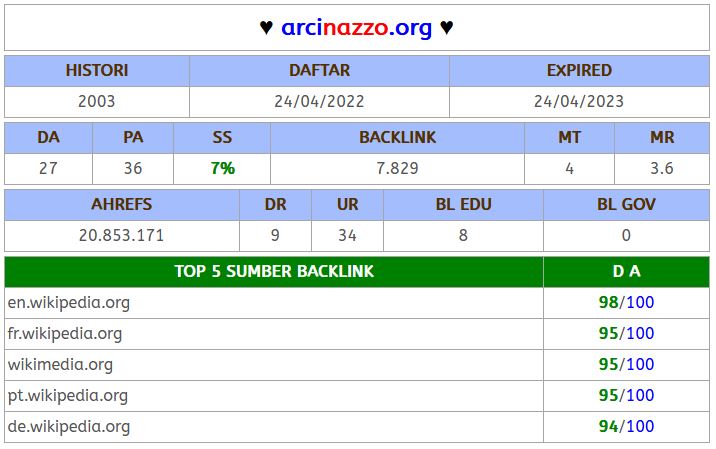 ♥ arcinazzo.org ♥
HISTORI DAFTAR EXPIRED
2003 24/04/2022 24/04/2023
DA PA SS BACKLINK MT MR
27 36 7% 7.829 4 3.6
AHREFS DR UR BL EDU BL GOV
20.853.171 9 34 8 0
TOP 5 SUMBER BACKLINK D A
en.wikipedia.org 98/100
fr.wikipedia.org 95/100
wikimedia.org 95/100
pt.wikipedia.org 95/100
de.wikipedia.org 94/100